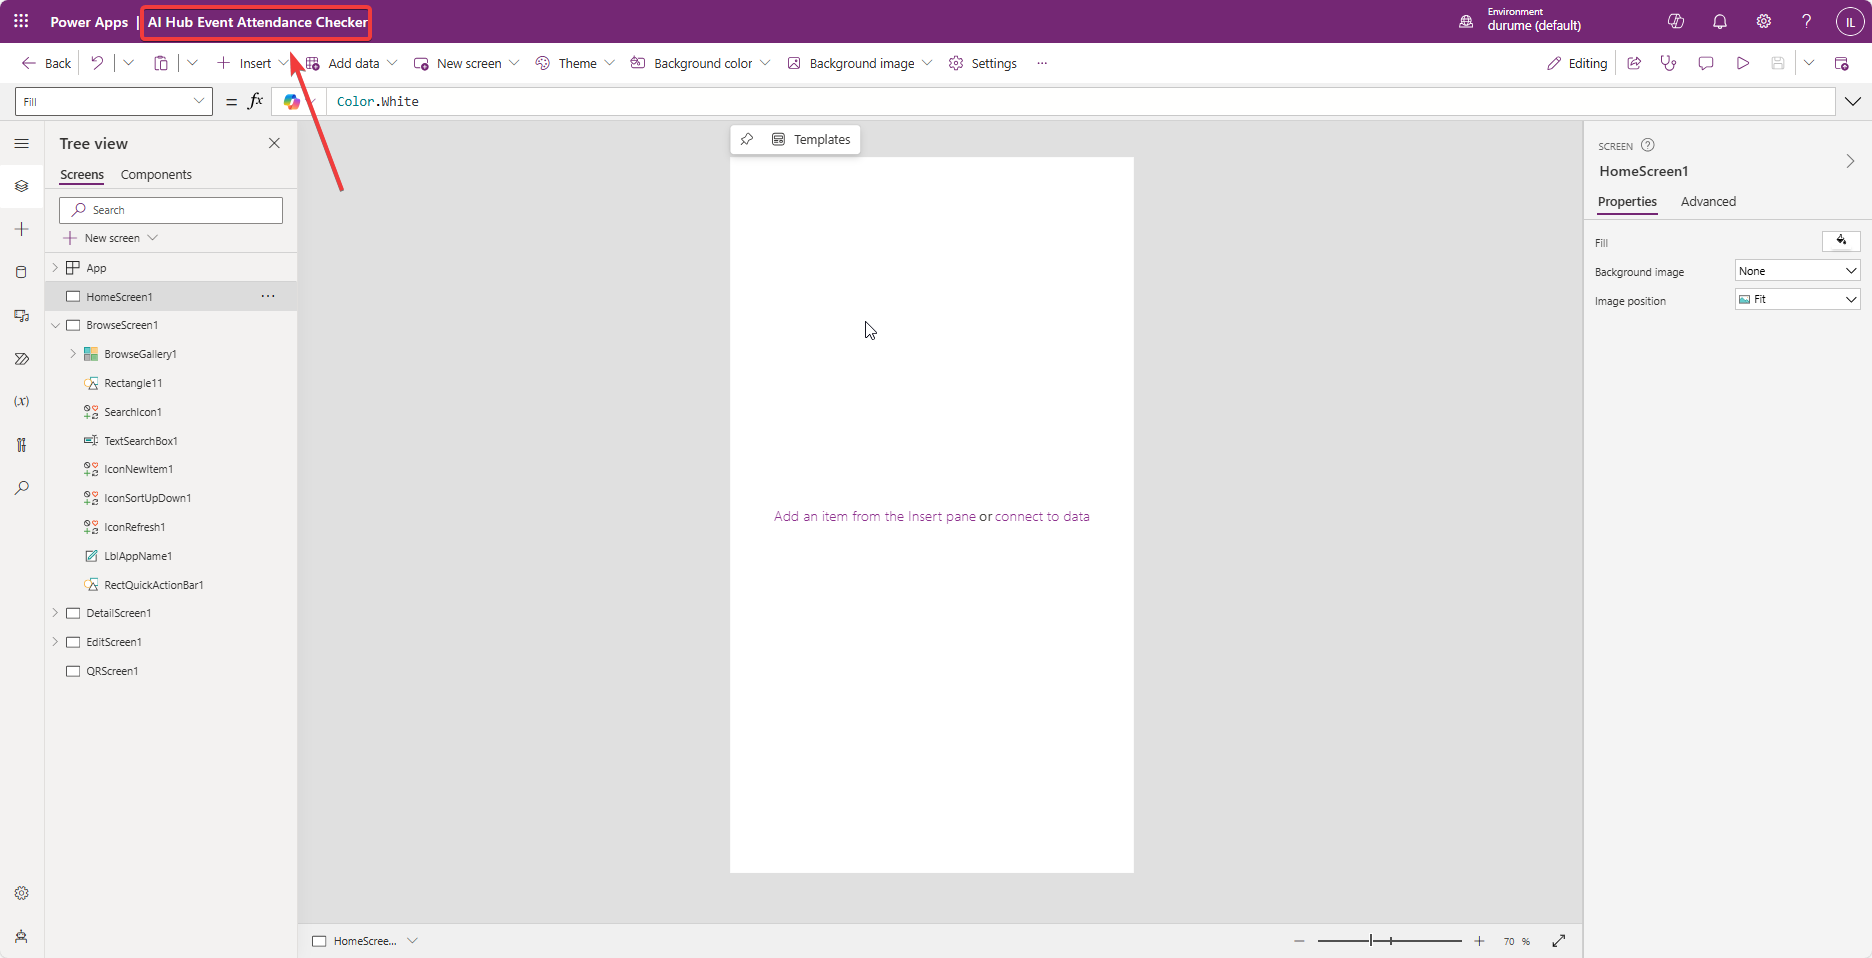 Power Apps | AI Hub Event Attendance Checker
Environment
durume (default)
IL
Back
Insert
Add data
New screen
Theme
Background color
Background image
Settings
Editing
Fill
= fx
Color.White
Tree view
Screens
Components
Search
New screen
App
HomeScreen1
BrowseScreen1
BrowseGallery1
Rectangle11
SearchIcon1
TextSearchBox1
IconNewItem1
IconSortUpDown1
IconRefresh1
LblAppName1
RectQuickActionBar1
DetailScreen1
EditScreen1
QRScreen1
(x)
Templates
Add an item from the Insert pane or connect to data
HomeScree...
70 %
SCREEN
HomeScreen1
Properties
Advanced
Fill
Background image
None
Image position
Fit